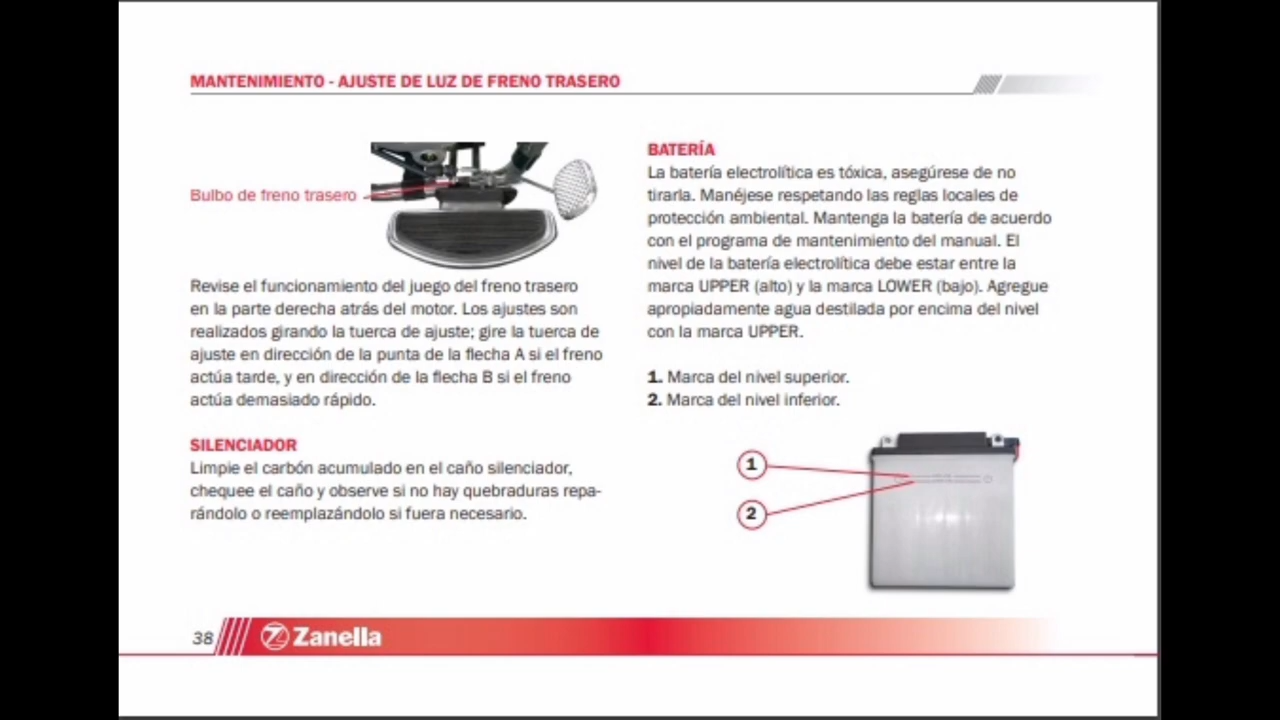 MANTENIMIENTO - AJUSTE DE LUZ DE FRENO TRASERO
Bulbo de freno trasero
Revise el funcionamiento del juego del freno trasero
en la parte derecha atrás del motor. Los ajustes son
realizados girando la tuerca de ajuste; gire la tuerca de
ajuste en dirección de la punta de la flecha A si el freno
actúa tarde, y en dirección de la flecha B si el freno
actúa demasiado rápido.
SILENCIADOR
Limpie el carbón acumulado en el caño silenciador,
chequee el caño y observe si no hay quebraduras repa-
rándolo o reemplazándolo si fuera necesario.
BATERÍA
La batería electrolítica es tóxica, asegúrese de no
tirarla. Manéjese respetando las reglas locales de
protección ambiental. Mantenga la batería de acuerdo
con el programa de mantenimiento del manual. El
nivel de la batería electrolítica debe estar entre la
marca UPPER (alto) y la marca LOWER (bajo). Agregue
apropiadamente agua destilada por encima del nivel
con la marca UPPER.
1. Marca del nivel superior.
2. Marca del nivel inferior.
1
2
38
Zanella